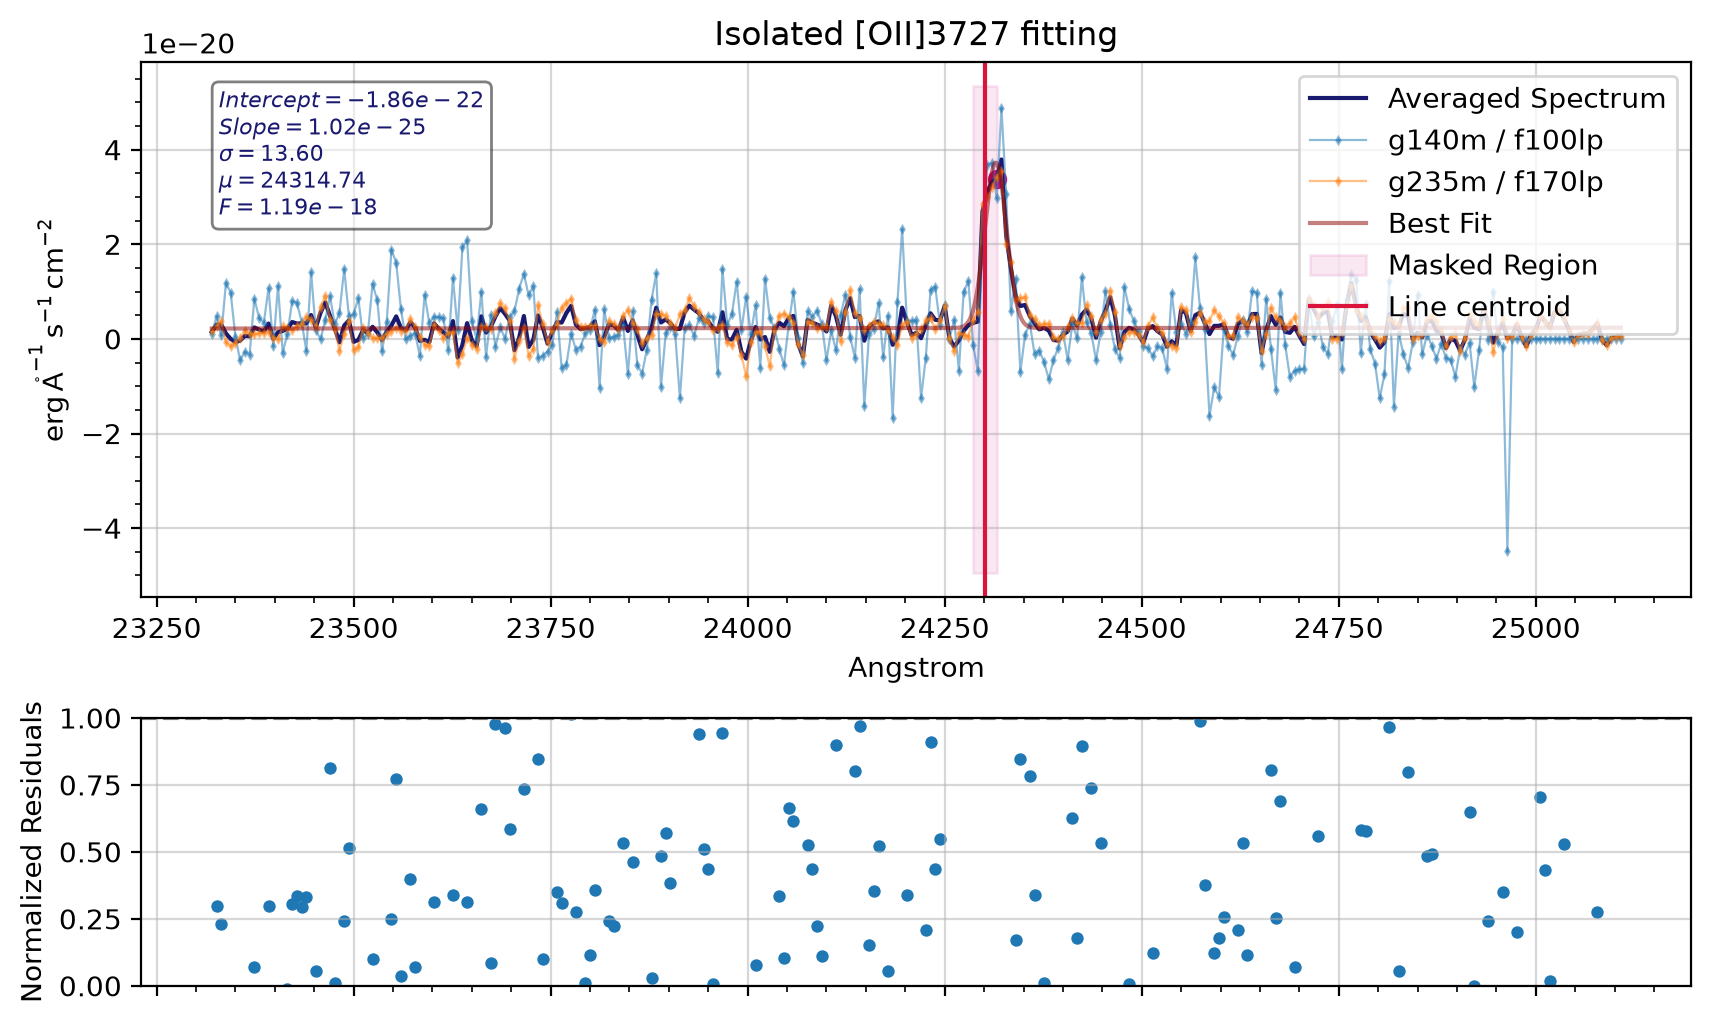 Isolated [OII]3727 fitting
1e−20
Intercept = −1.86e − 22
Slope = 1.02e − 25
σ = 13.60
μ = 24314.74
F = 1.19e − 18
Averaged Spectrum
g140m / f100lp
g235m / f170lp
Best Fit
Masked Region
Line centroid
4
2
0
−2
−4
erg Å⁻¹ s⁻¹ cm⁻²
23250 23500 23750 24000 24250 24500 24750 25000
Angstrom
1.00
0.75
0.50
0.25
0.00
Normalized Residuals